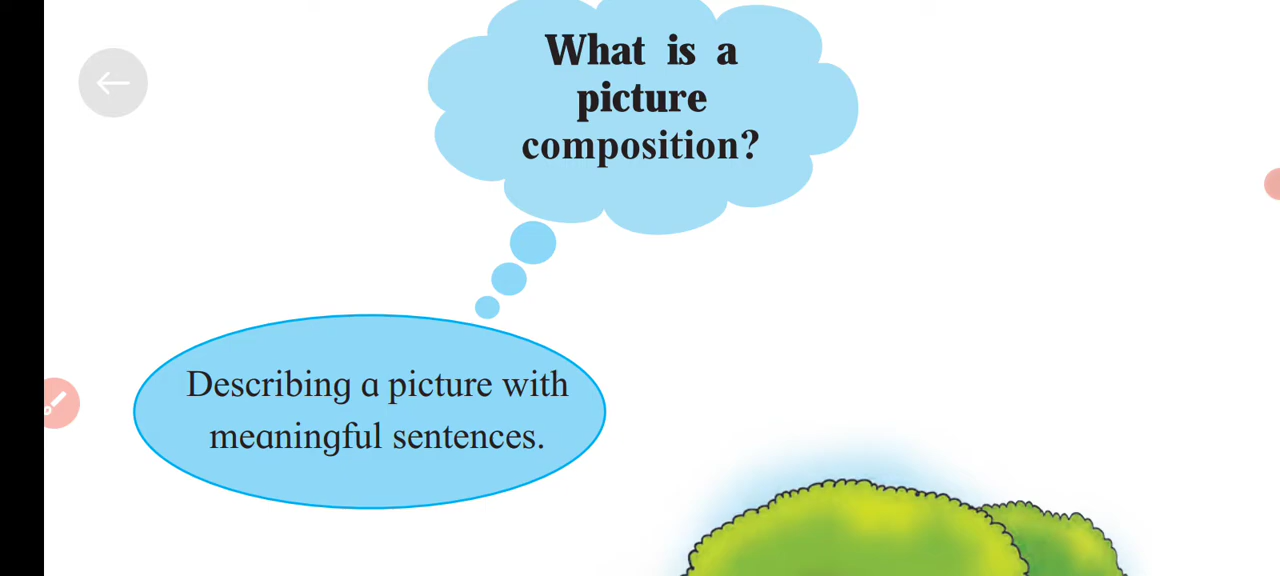 What is a
picture
composition?
Describing a picture with
meaningful sentences.